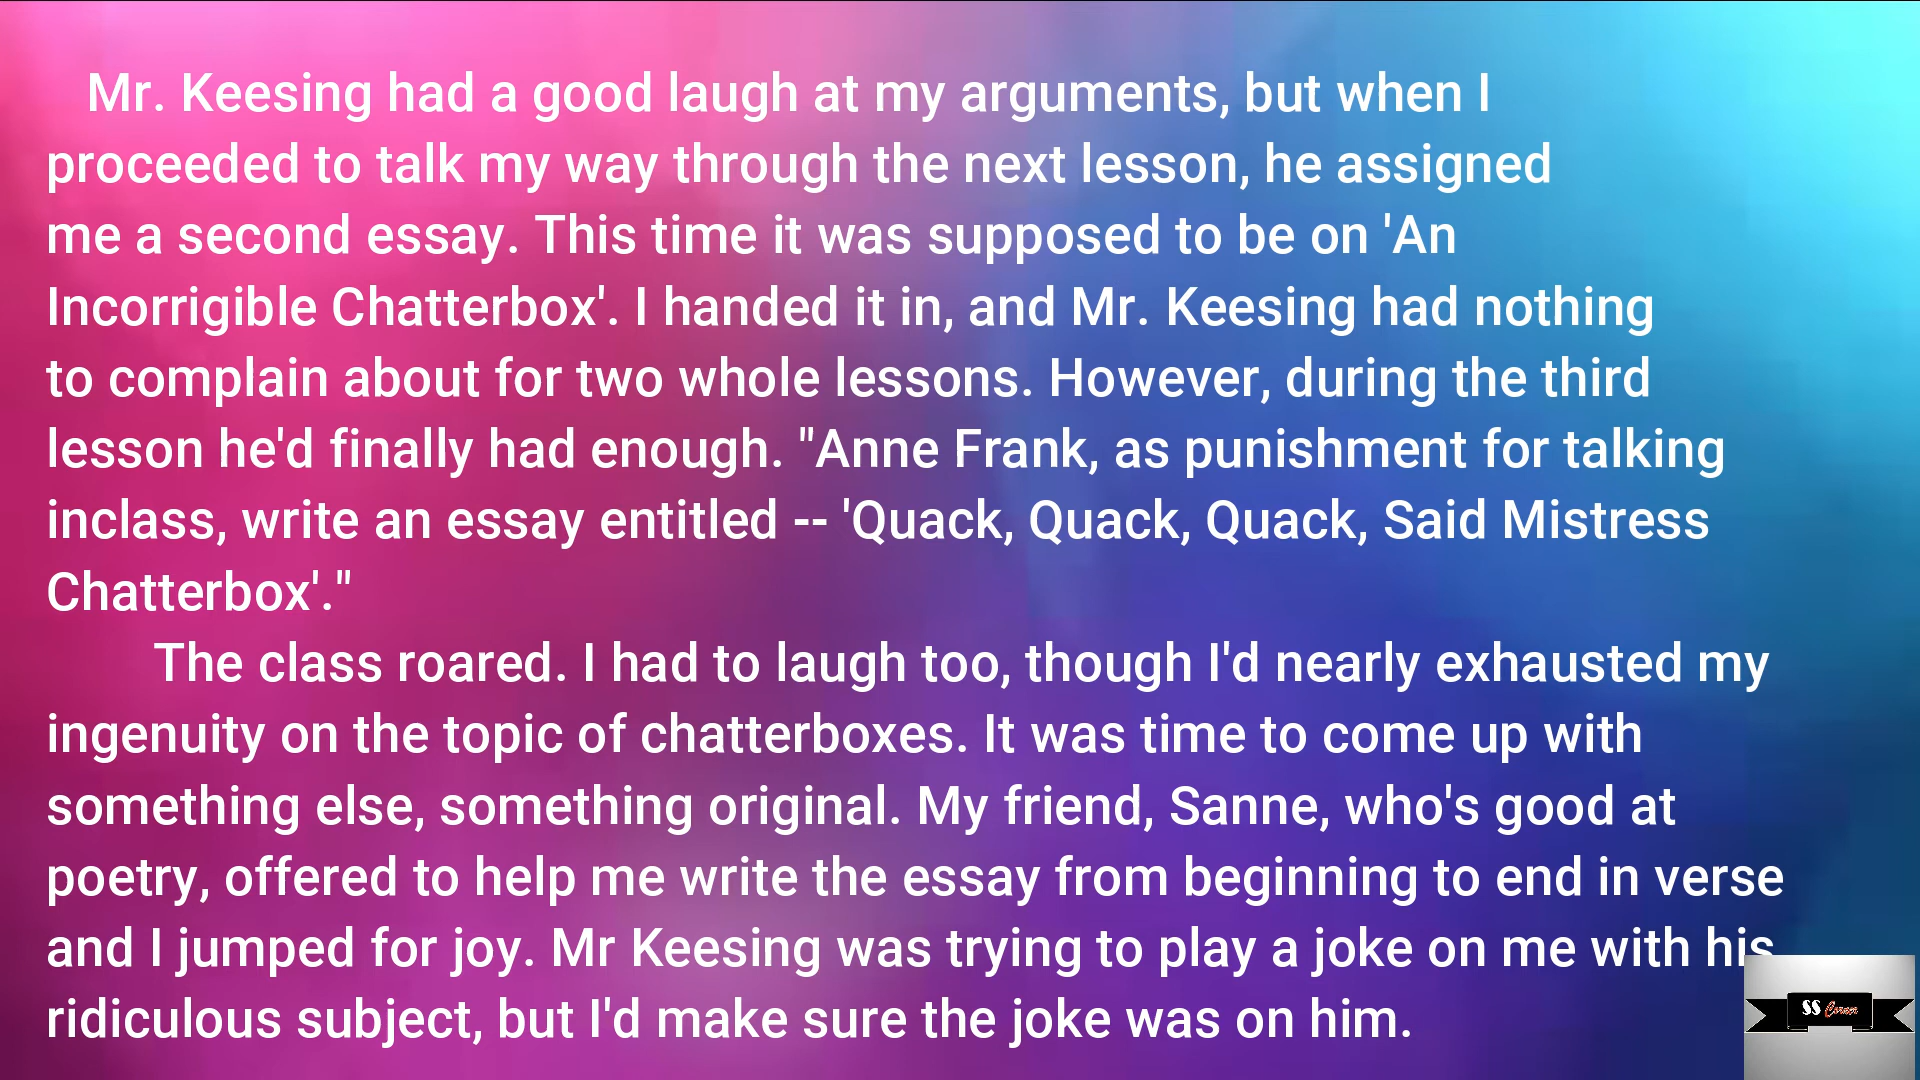 Mr. Keesing had a good laugh at my arguments, but when I
proceeded to talk my way through the next lesson, he assigned
me a second essay. This time it was supposed to be on 'An
Incorrigible Chatterbox'. I handed it in, and Mr. Keesing had nothing
to complain about for two whole lessons. However, during the third
lesson he'd finally had enough. "Anne Frank, as punishment for talking
inclass, write an essay entitled -- 'Quack, Quack, Quack, Said Mistress
Chatterbox'."
The class roared. I had to laugh too, though I'd nearly exhausted my
ingenuity on the topic of chatterboxes. It was time to come up with
something else, something original. My friend, Sanne, who's good at
poetry, offered to help me write the essay from beginning to end in verse
and I jumped for joy. Mr Keesing was trying to play a joke on me with his
ridiculous subject, but I'd make sure the joke was on him.
SS Corner